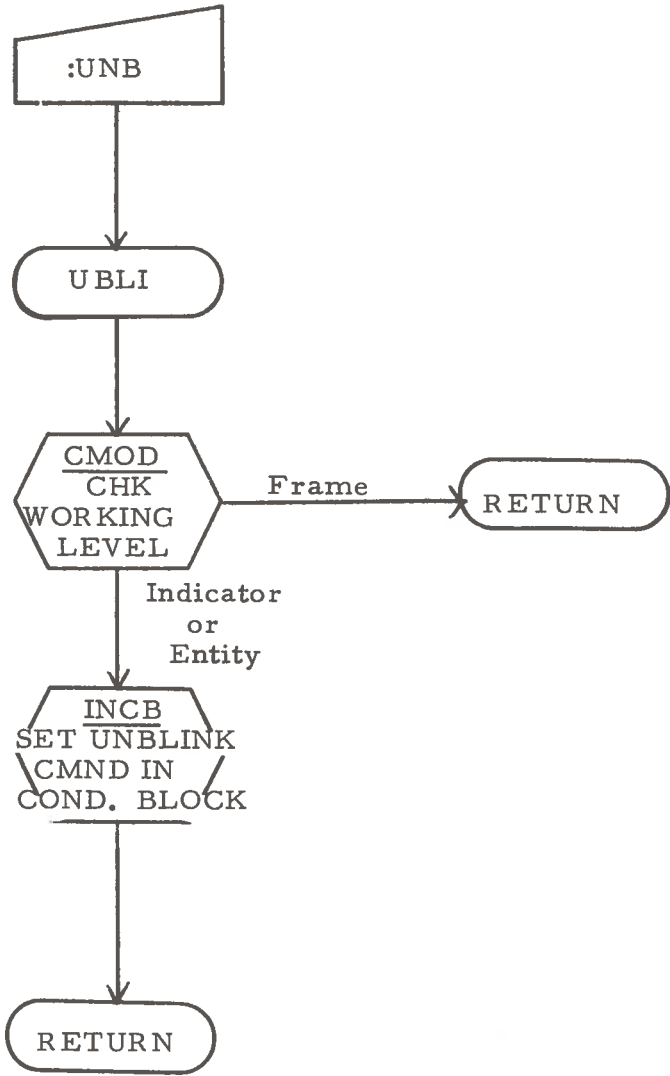 :UNB
UBLI
CMOD
CHK
WORKING
LEVEL
Frame
RETURN
Indicator
or
Entity
INCB
SET UNBLINK
CMND IN
COND. BLOCK
RETURN